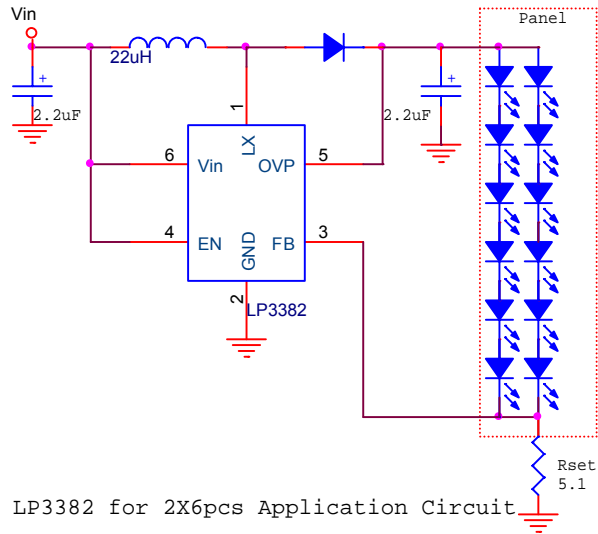 Vin
Panel
22uH
+
2.2uF
+
2.2uF
1
LX
6
Vin
OVP
5
4
EN
GND
FB
3
2
LP3382
Rset
5.1
LP3382 for 2X6pcs Application Circuit